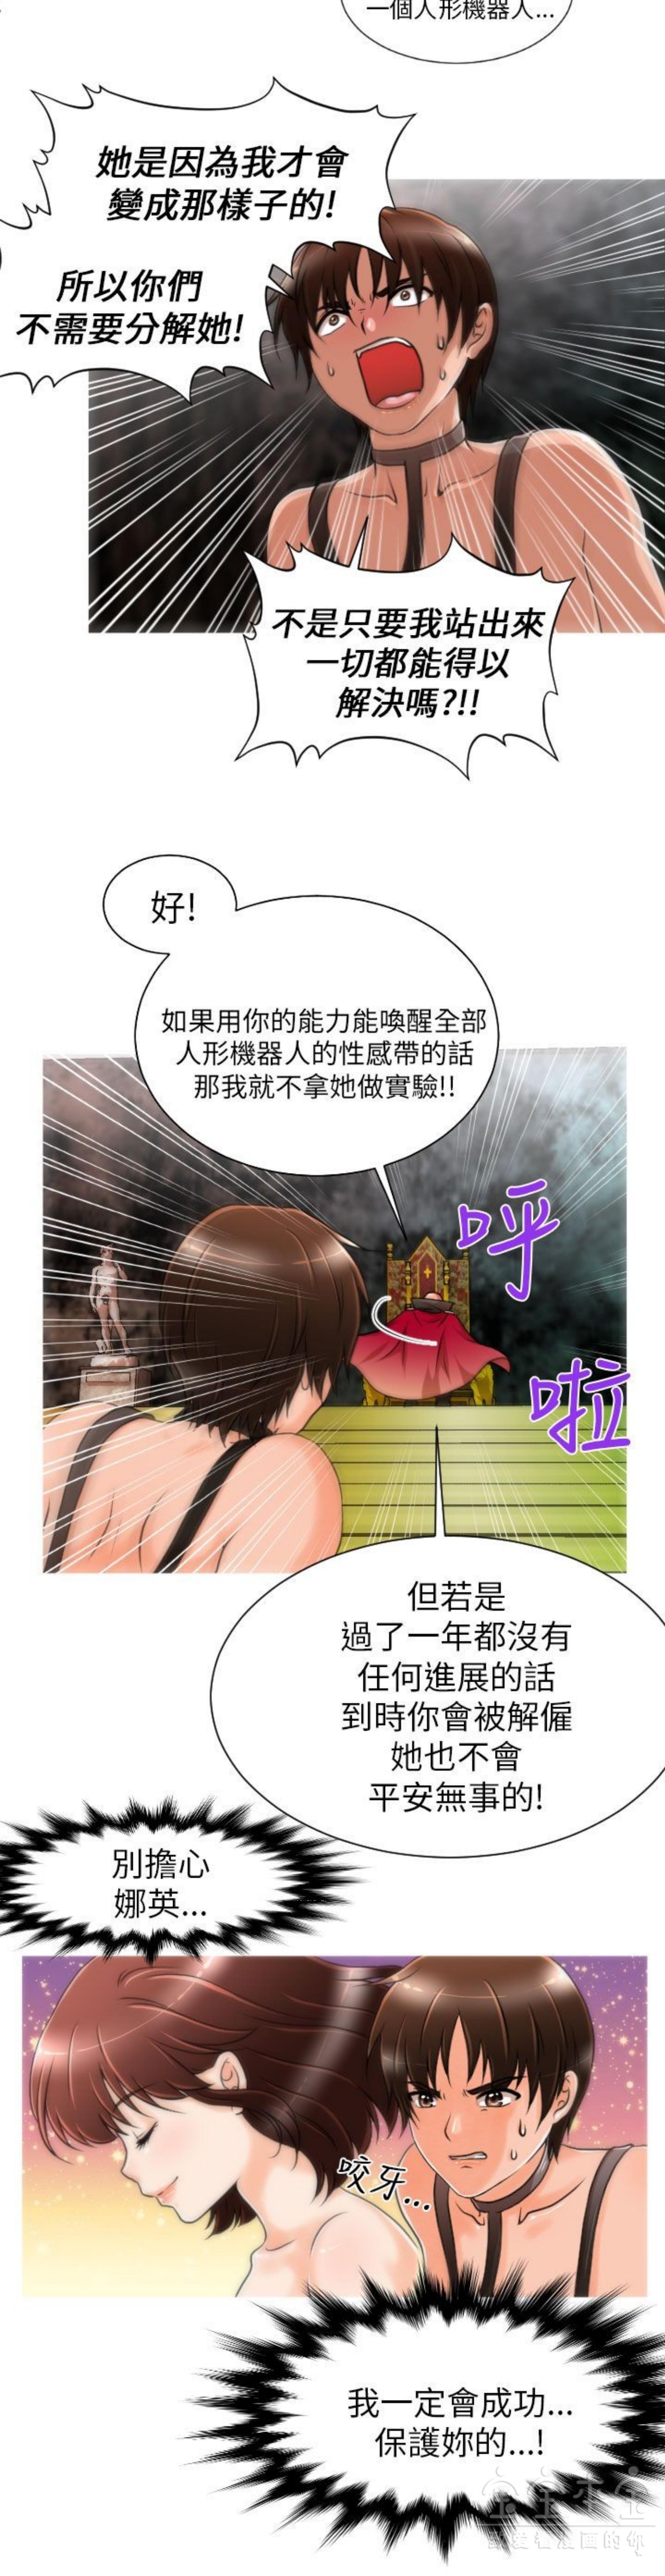 一個人形機器人...
她是因為我才會
變成那樣子的!
所以你們
不需要分解她!
不是只要我站出來
一切都能得以
解決嗎?!!
好!
如果用你的能力能喚醒全部
人形機器人的性感帶的話
那我就不拿她做實驗!!
呼
啦
但若是
過了一年都沒有
任何進展的話
到時你會被解僱
她也不會
平安無事的!
別擔心
娜英...
咬牙...
我一定會成功...
保護妳的...!